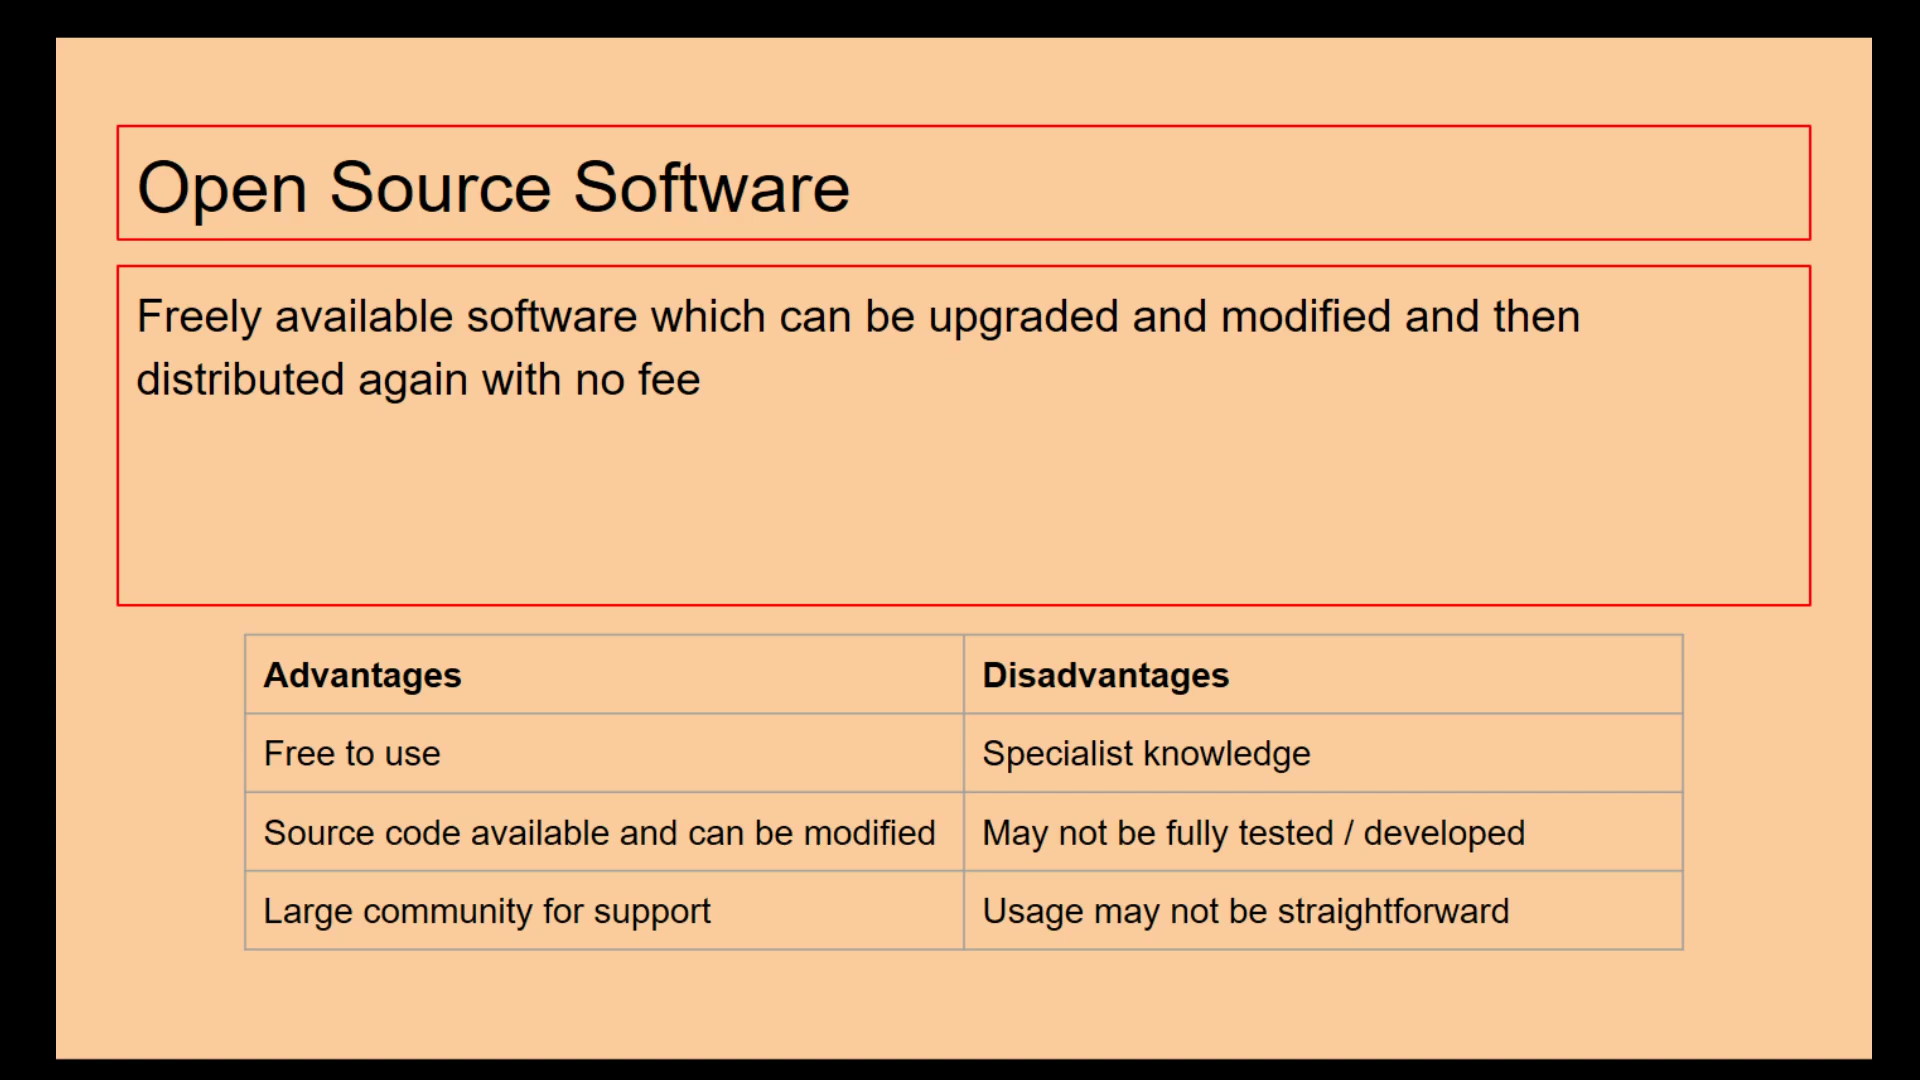 Open Source Software
Freely available software which can be upgraded and modified and then
distributed again with no fee
Advantages
Disadvantages
Free to use
Specialist knowledge
Source code available and can be modified
May not be fully tested / developed
Large community for support
Usage may not be straightforward